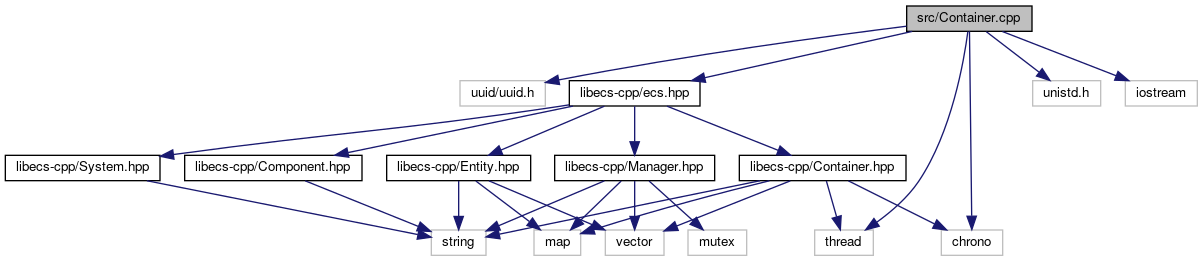 src/Container.cpp
uuid/uuid.h
libecs-cpp/ecs.hpp
unistd.h
iostream
libecs-cpp/System.hpp
libecs-cpp/Component.hpp
libecs-cpp/Entity.hpp
libecs-cpp/Manager.hpp
libecs-cpp/Container.hpp
string
map
vector
mutex
thread
chrono